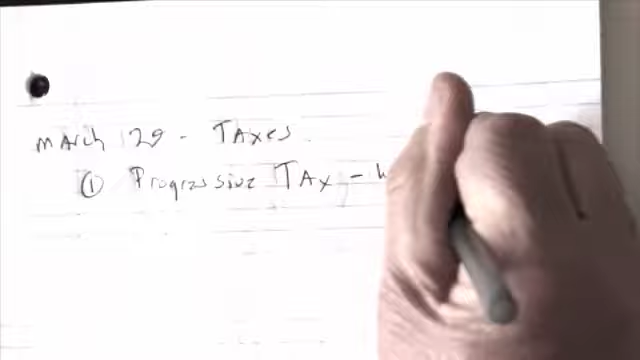 March 29 - Taxes
① Progressive Tax -